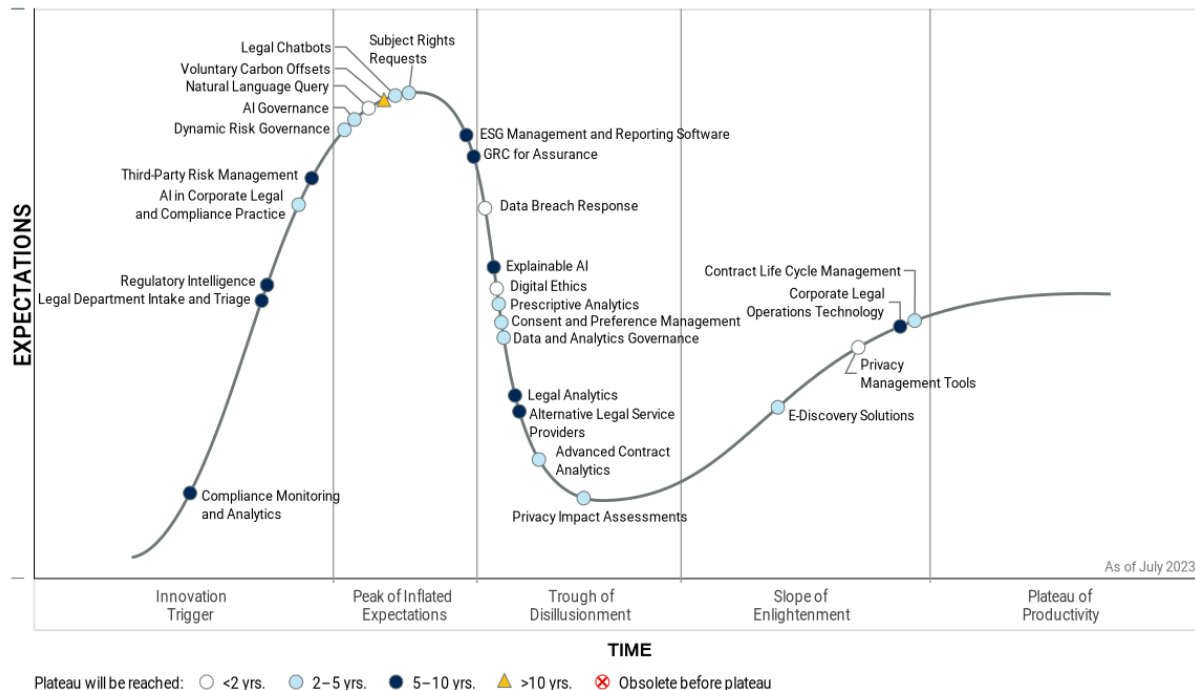 Subject Rights
Requests
Legal Chatbots
Voluntary Carbon Offsets
Natural Language Query
AI Governance
Dynamic Risk Governance
ESG Management and Reporting Software
GRC for Assurance
Third-Party Risk Management
AI in Corporate Legal
and Compliance Practice
Data Breach Response
Regulatory Intelligence
Legal Department Intake and Triage
Explainable AI
Digital Ethics
Prescriptive Analytics
Consent and Preference Management
Data and Analytics Governance
Contract Life Cycle Management
Corporate Legal
Operations Technology
Privacy
Management Tools
Legal Analytics
Alternative Legal Service
Providers
E-Discovery Solutions
Advanced Contract
Analytics
Compliance Monitoring
and Analytics
Privacy Impact Assessments
EXPECTATIONS
As of July 2023
Innovation
Trigger
Peak of Inflated
Expectations
Trough of
Disillusionment
Slope of
Enlightenment
Plateau of
Productivity
TIME
Plateau will be reached: <2 yrs. 2–5 yrs. 5–10 yrs. >10 yrs. Obsolete before plateau